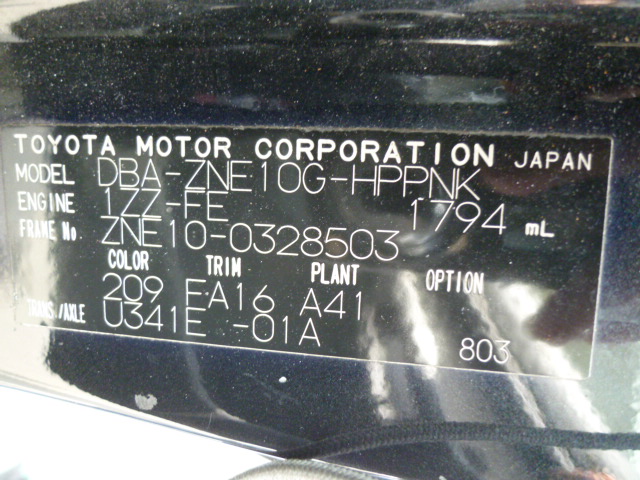 TOYOTA MOTOR CORPORATION JAPAN
MODEL DBA-ZNE10G-HPPNK
ENGINE 1ZZ-FE 1794 mL
FRAME No ZNE10-0328503
COLOR TRIM PLANT OPTION
209 FA16 A41
TRANS./AXLE U341E -01A
803